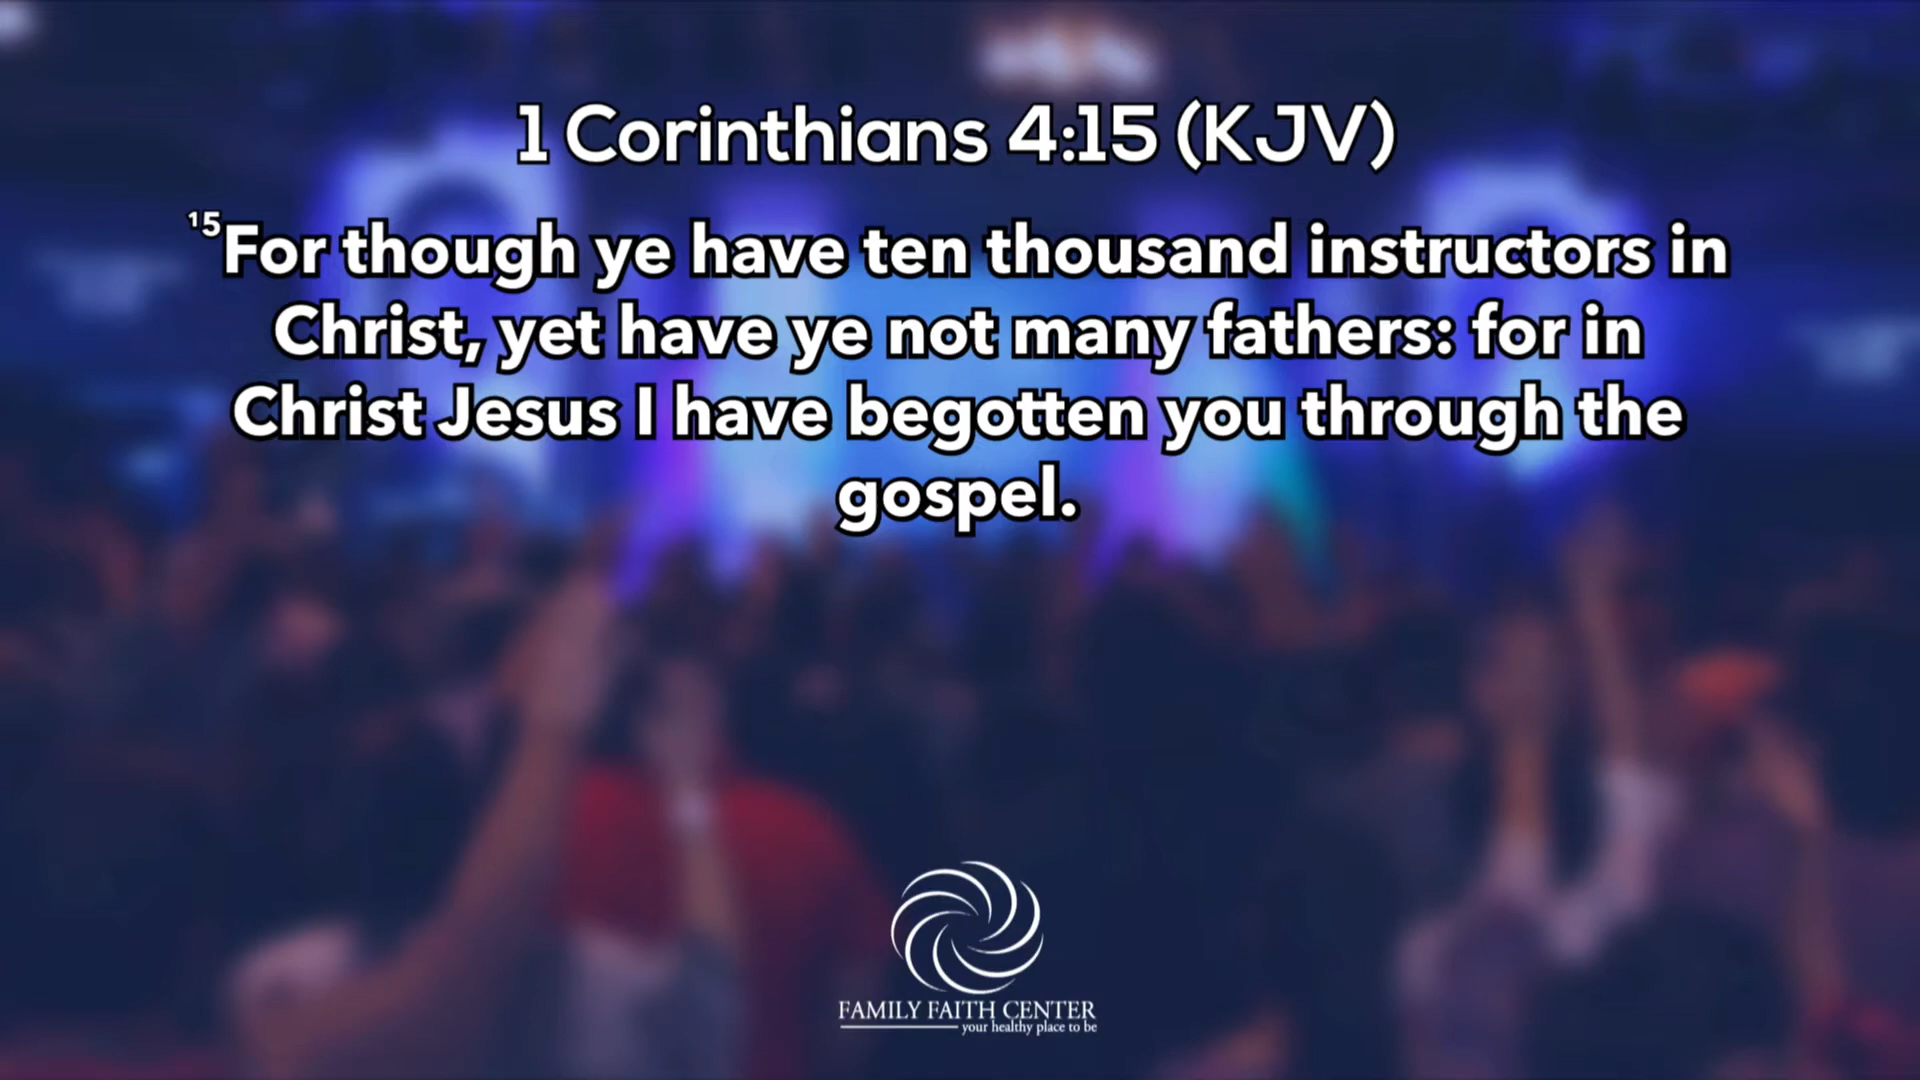 1 Corinthians 4:15 (KJV)
15For though ye have ten thousand instructors in
Christ, yet have ye not many fathers: for in
Christ Jesus I have begotten you through the
gospel.
FAMILY FAITH CENTER
your healthy place to be